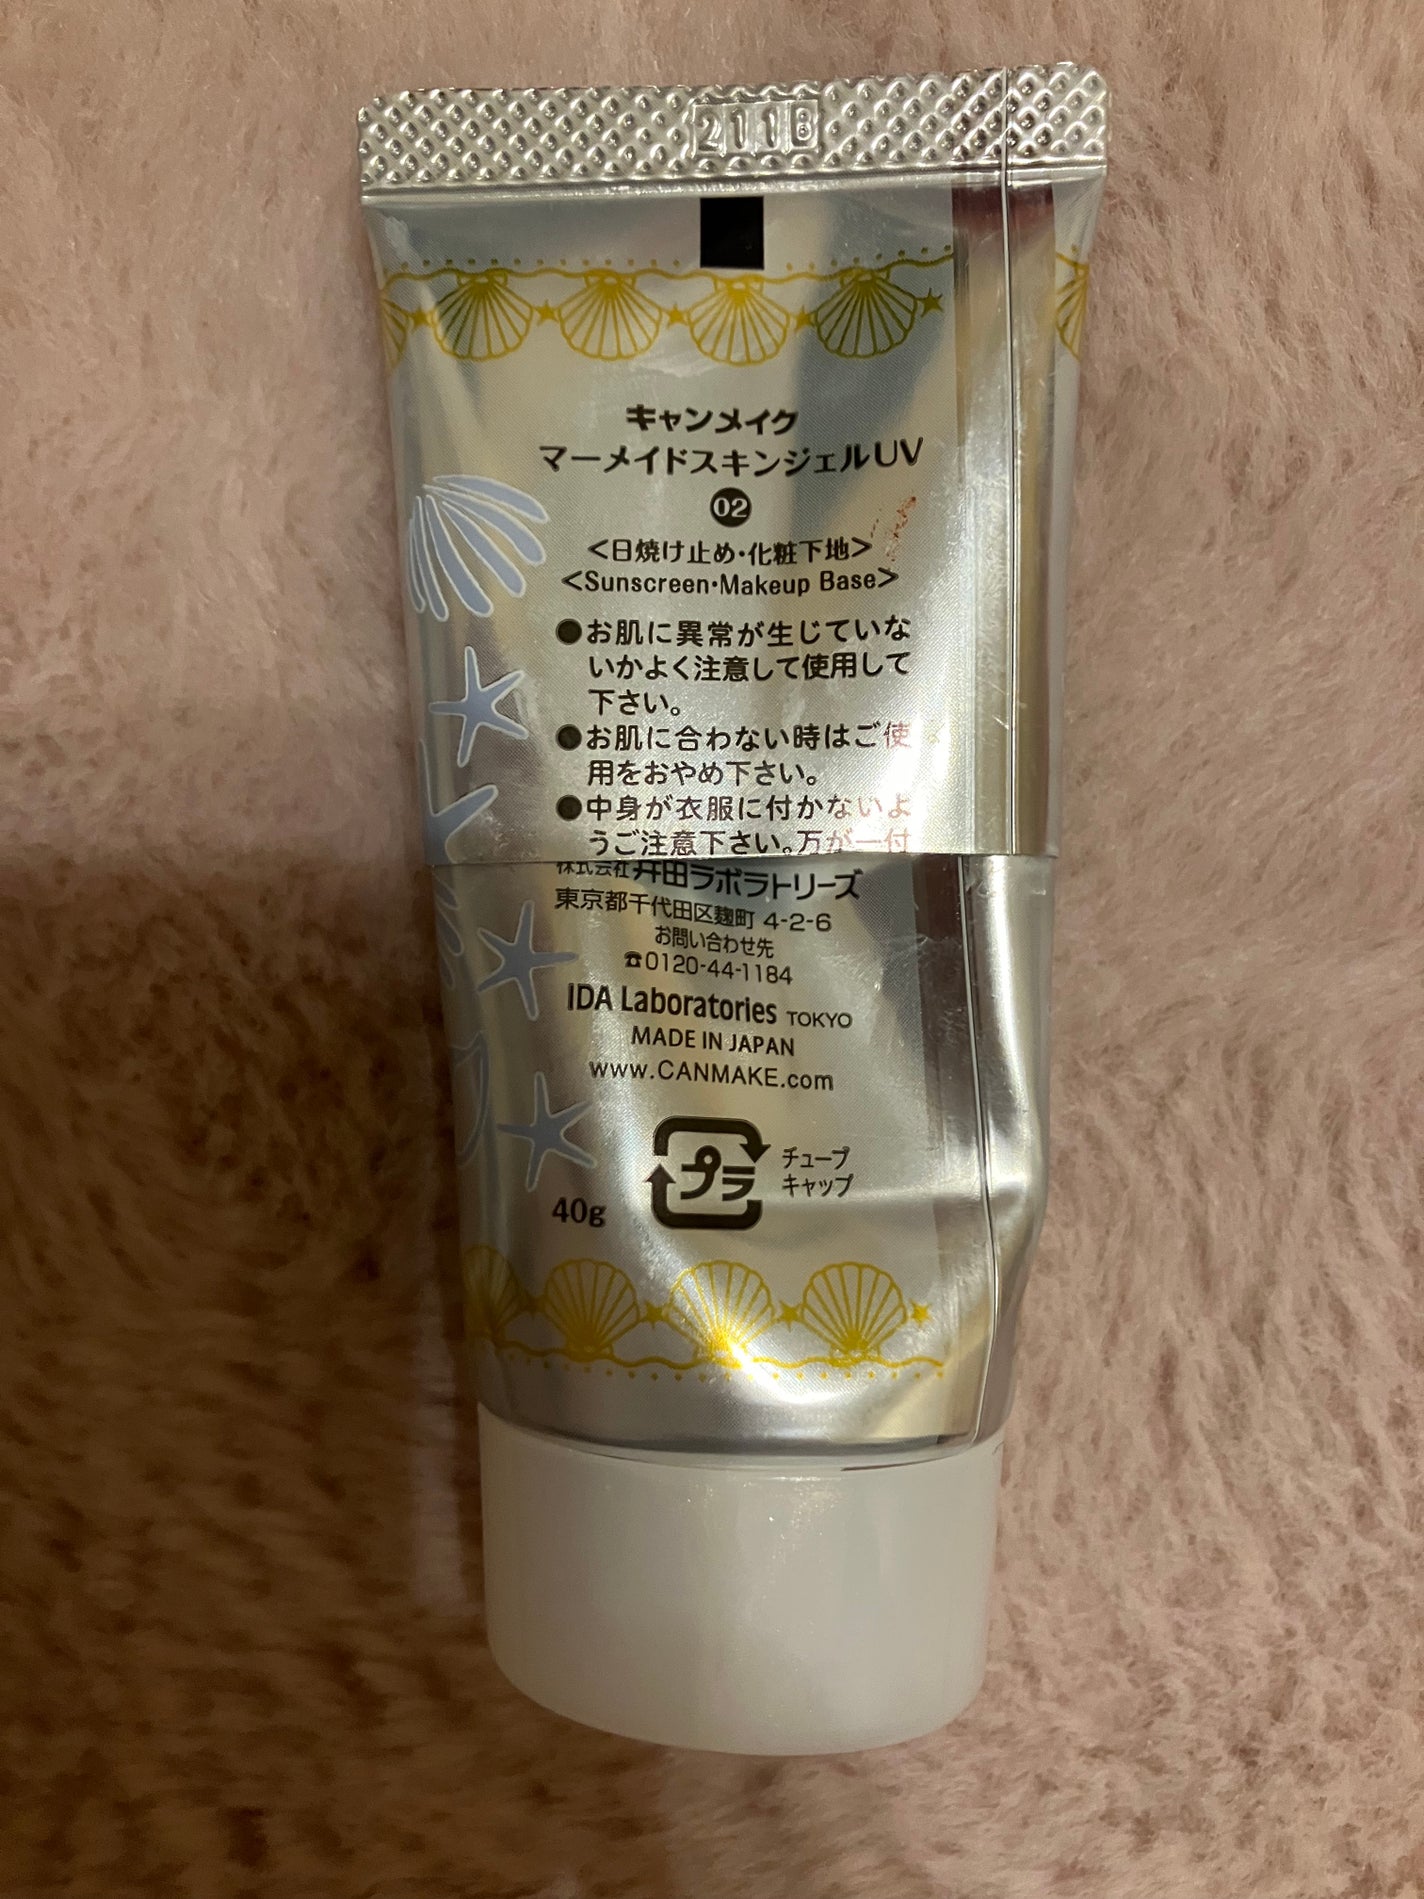 211B
キャンメイク
マーメイドスキンジェルUV
02
<日焼け止め・化粧下地>
<Sunscreen・Makeup Base>
●お肌に異常が生じていな
いかよく注意して使用して
下さい。
●お肌に合わない時はご使
用をおやめ下さい。
●中身が衣服に付かないよ
うご注意下さい。万が一付
株式会社 井田ラボラトリーズ
東京都千代田区麹町 4-2-6
お問い合わせ先
☎0120-44-1184
IDA Laboratories TOKYO
MADE IN JAPAN
www.CANMAKE.com
プラ
チューブ
キャップ
40g